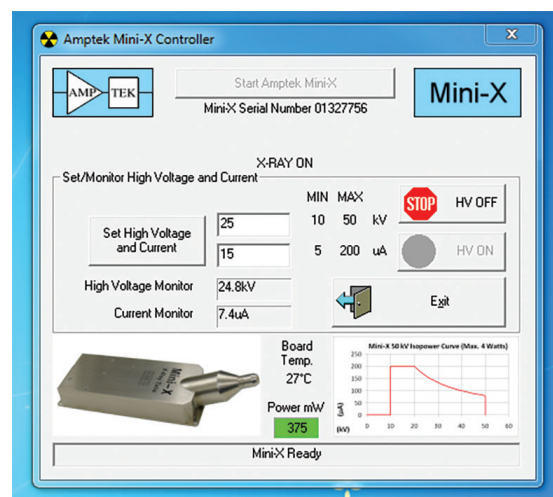 Amptek Mini-X Controller
x
AMP TEK
Start Amptek Mini-X
Mini-X Serial Number 01327756
Mini-X
X-RAY ON
Set/Monitor High Voltage and Current
MIN MAX
Set High Voltage and Current
25
10 50 kV
STOP HV OFF
15
5 200 uA
HV ON
High Voltage Monitor 24.8kV
Current Monitor 7.4uA
Exit
Mini-X
X-Ray Tube
Board
Temp.
27°C
Power mW
375
Mini-X 50 kV Isopower Curve (Max. 4 Watts)
250
200
150
100
50
0
(μA)
(kV)
0 10 20 30 40 50 60
Mini-X Ready